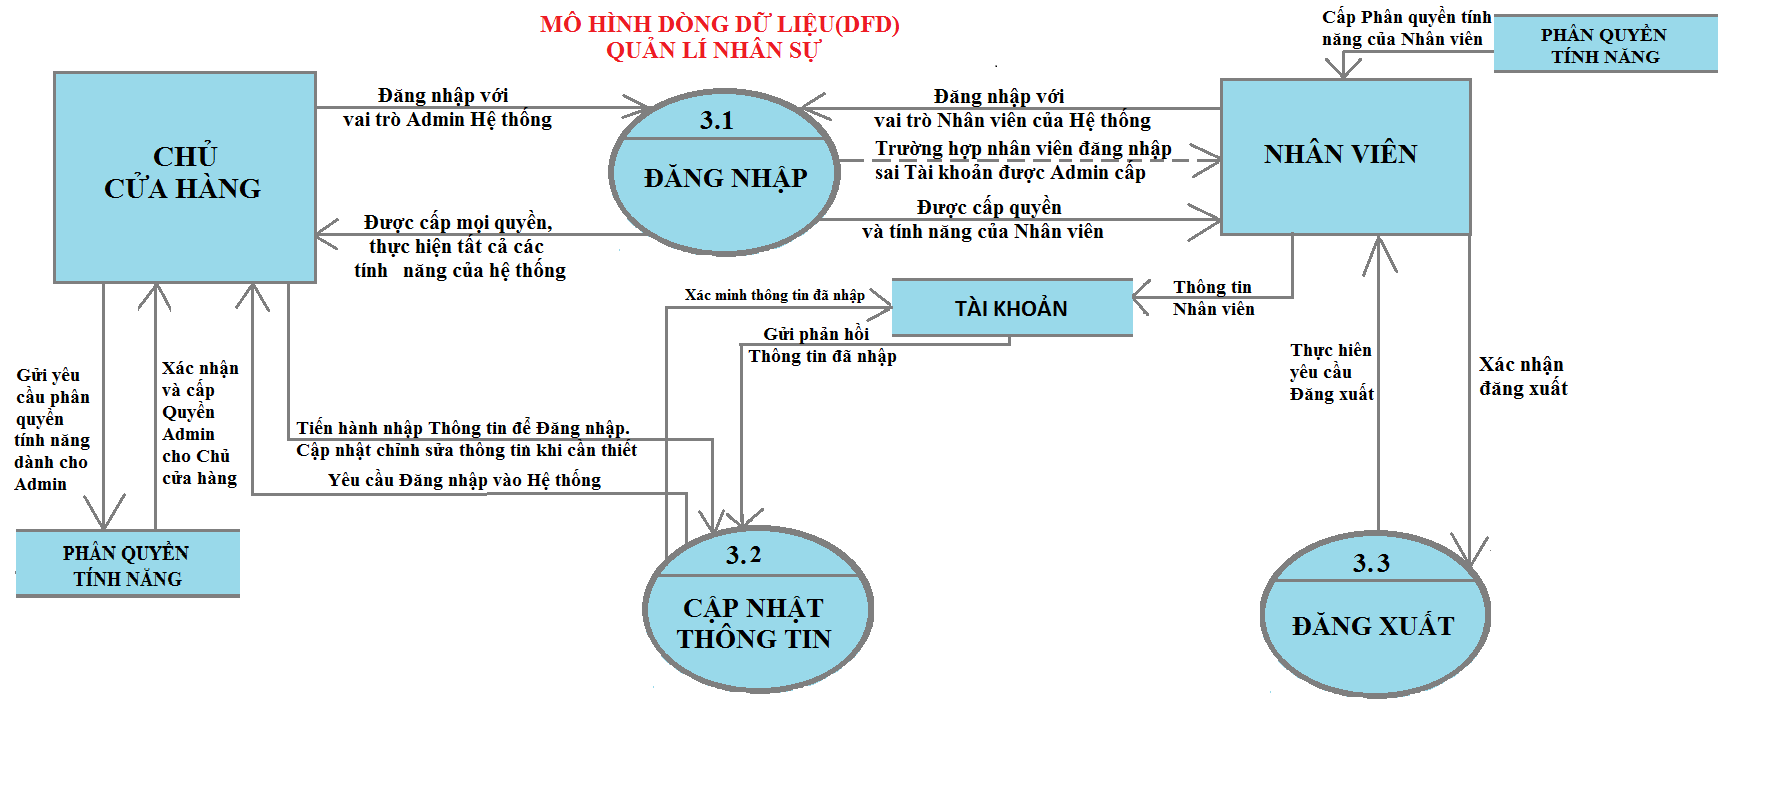 MÔ HÌNH DÒNG DỮ LIỆU(DFD)
QUẢN LÍ NHÂN SỰ
Cấp Phân quyền tính
năng của Nhân viên
PHÂN QUYỀN
TÍNH NĂNG
CHỦ
CỬA HÀNG
Đăng nhập với
vai trò Admin Hệ thống
3.1
ĐĂNG NHẬP
Đăng nhập với
vai trò Nhân viên của Hệ thống
Trường hợp nhân viên đăng nhập
sai Tài khoản được Admin cấp
Được cấp quyền
và tính năng của Nhân viên
NHÂN VIÊN
Được cấp mọi quyền,
thực hiện tất cả các
tính năng của hệ thống
Xác minh thông tin đã nhập
TÀI KHOẢN
Thông tin
Nhân viên
Gửi phản hồi
Thông tin đã nhập
Gửi yêu
cầu phân
quyền
tính năng
dành cho
Admin
Xác nhận
và cấp
Quyền
Admin
cho Chủ
cửa hàng
Tiến hành nhập Thông tin để Đăng nhập.
Cập nhật chỉnh sửa thông tin khi cần thiết
Yêu cầu Đăng nhập vào Hệ thống
Thực hiên
yêu cầu
Đăng xuất
Xác nhận
đăng xuất
PHÂN QUYỀN
TÍNH NĂNG
3.2
CẬP NHẬT
THÔNG TIN
3.3
ĐĂNG XUẤT